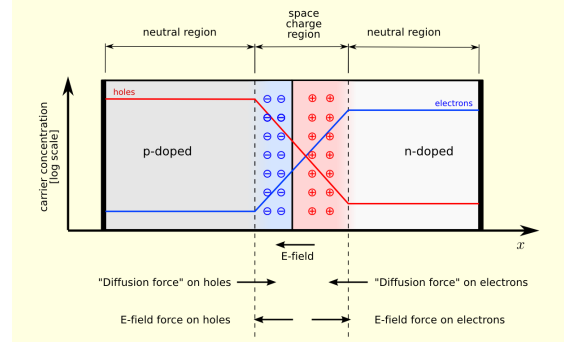 space
charge
region
neutral region
neutral region
holes
electrons
carrier concentration
[log scale]
p-doped
n-doped
x
E-field
"Diffusion force" on holes
"Diffusion force" on electrons
E-field force on holes
E-field force on electrons